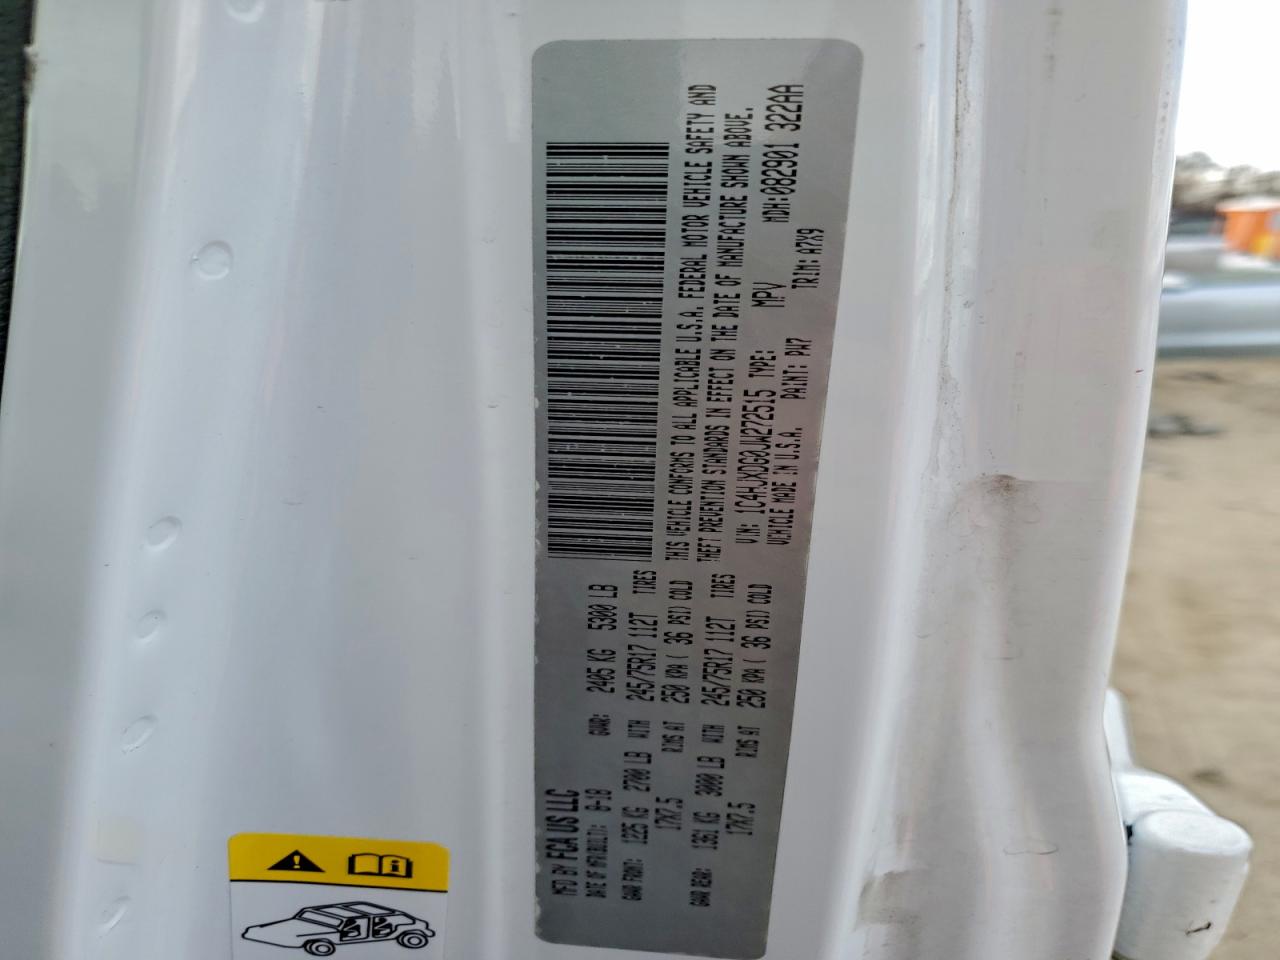 MFD BY FCA US LLC
DATE OF MFR(BUILT): 8-18 GVWR: 2405 KG 5300 LB
GAWR FRONT: 1225 KG 2700 LB WITH 245/75R17 112T TIRES
17X7.5 RIMS AT 250 KPA ( 36 PSI) COLD
GAWR REAR: 1361 KG 3000 LB WITH 245/75R17 112T TIRES
17X7.5 RIMS AT 250 KPA ( 36 PSI) COLD
THIS VEHICLE CONFORMS TO ALL APPLICABLE U.S.A. FEDERAL MOTOR VEHICLE SAFETY AND
THEFT PREVENTION STANDARDS IN EFFECT ON THE DATE OF MANUFACTURE SHOWN ABOVE.
VIN: 1C4HJXDG0JW272515 TYPE: MPV MDH:082901 322AA
VEHICLE MADE IN U.S.A. PAINT: PW7 TRIM: A7X9